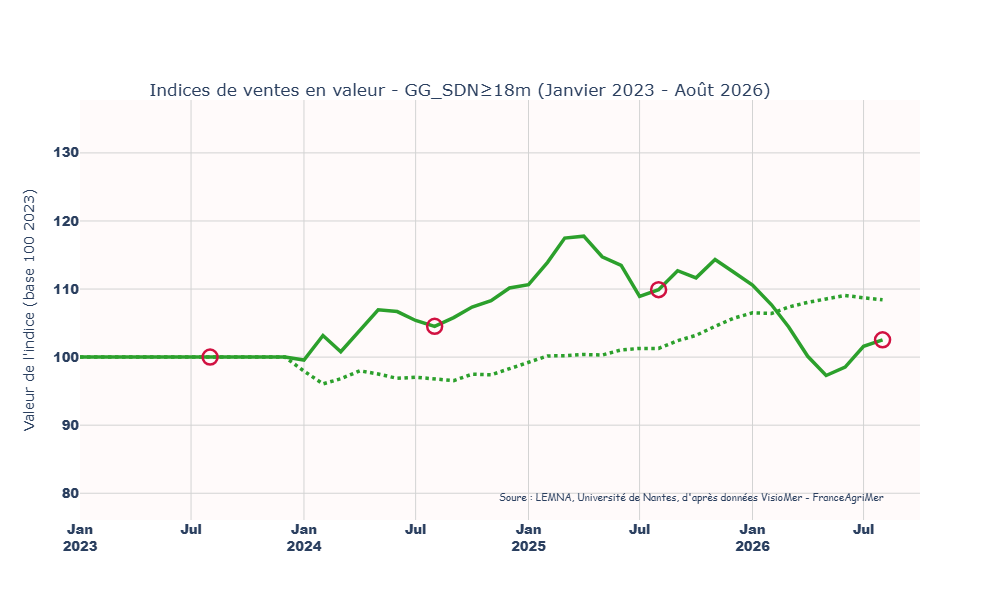 Indices de ventes en valeur - GG_SDN≥18m (Janvier 2023 - Août 2026)
Valeur de l'indice (base 100 2023)
130
120
110
100
90
80
Soure : LEMNA, Université de Nantes, d'après données VisioMer - FranceAgriMer
Jan Jul Jan Jul Jan Jul Jan Jul
2023 2024 2025 2026